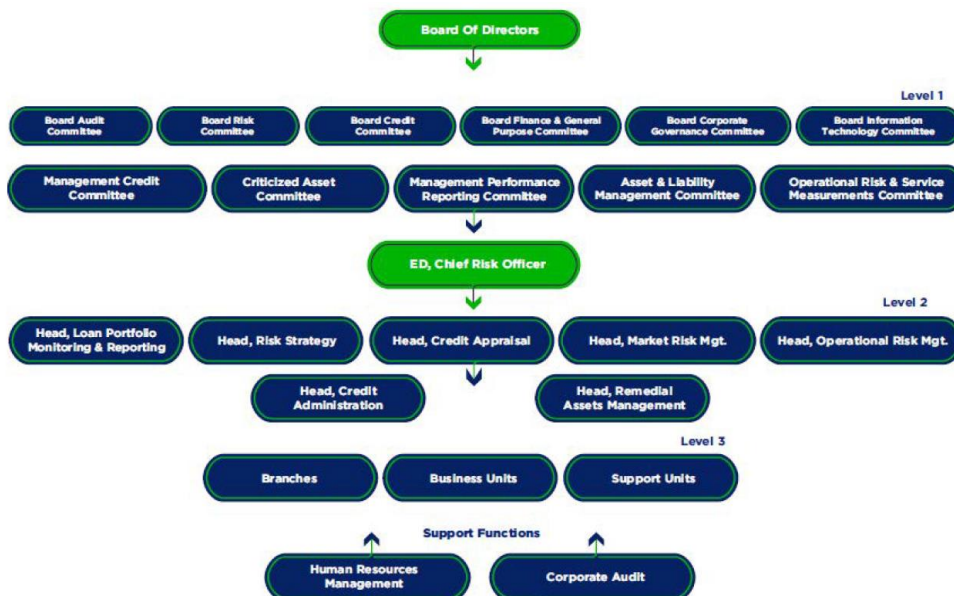 Board Of Directors
Level 1
Board Audit
Committee
Board Risk
Committee
Board Credit
Committee
Board Finance & General
Purpose Committee
Board Corporate
Governance Committee
Board Information
Technology Committee
Management Credit
Committee
Criticized Asset
Committee
Management Performance
Reporting Committee
Asset & Liability
Management Committee
Operational Risk & Service
Measurements Committee
ED, Chief Risk Officer
Level 2
Head, Loan Portfolio
Monitoring & Reporting
Head, Risk Strategy
Head, Credit Appraisal
Head, Market Risk Mgt.
Head, Operational Risk Mgt.
Head, Credit
Administration
Head, Remedial
Assets Management
Level 3
Branches
Business Units
Support Units
Support Functions
Human Resources
Management
Corporate Audit